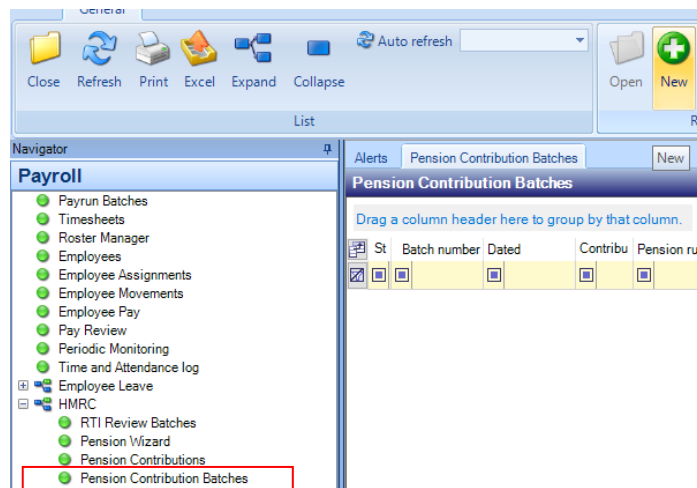 General
Auto refresh
Close Refresh Print Excel Expand Collapse
Open New
List
Navigator
Payroll
Payrun Batches
Timesheets
Roster Manager
Employees
Employee Assignments
Employee Movements
Employee Pay
Pay Review
Periodic Monitoring
Time and Attendance log
Employee Leave
HMRC
RTI Review Batches
Pension Wizard
Pension Contributions
Pension Contribution Batches
Alerts Pension Contribution Batches New
Pension Contribution Batches
Drag a column header here to group by that column.
St Batch number Dated Contribu Pension ru